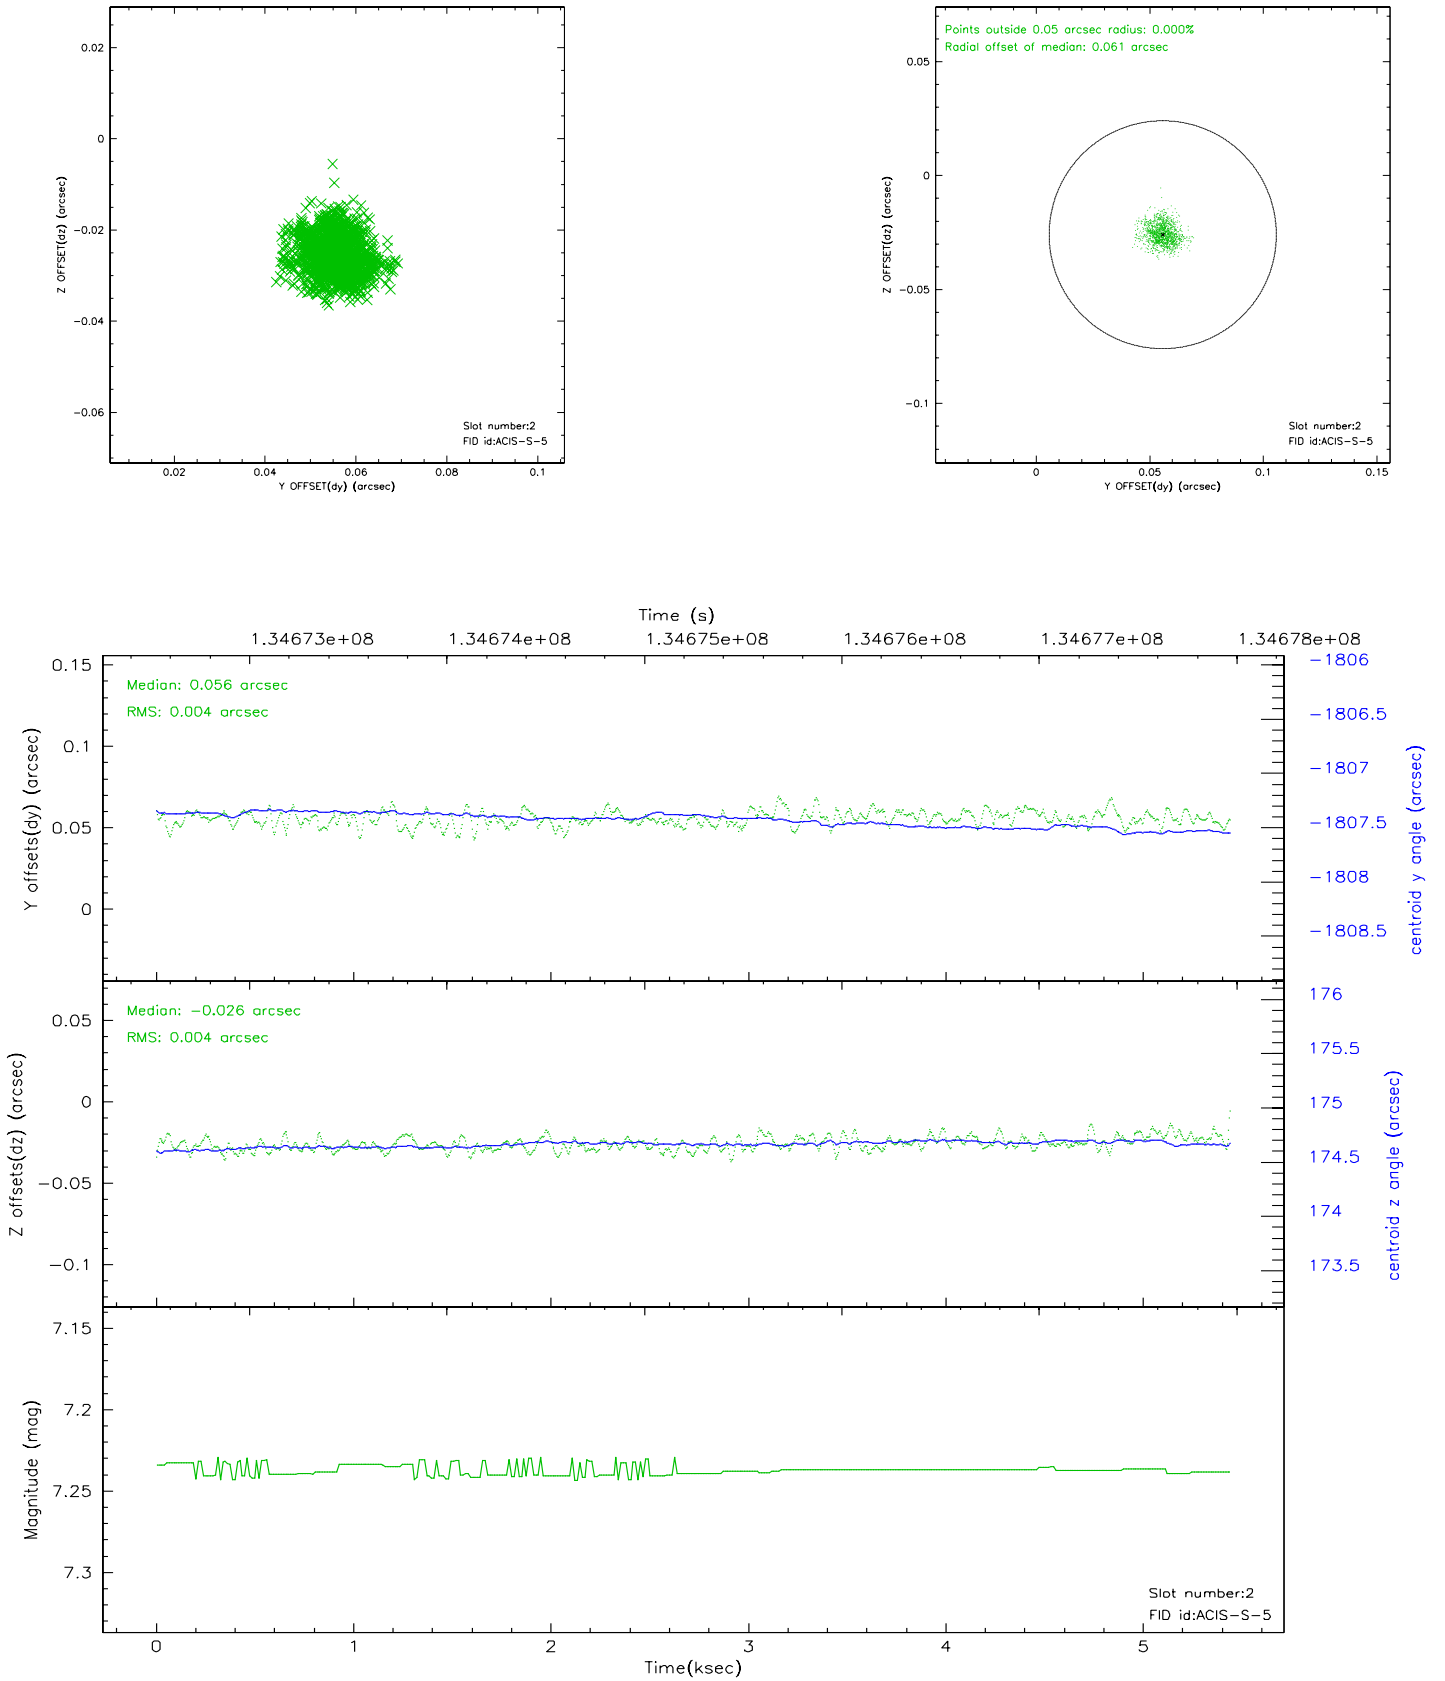 0.02
0
−0.02
−0.04
−0.06
Z OFFSET(dz) (arcsec)
0.02
0.04
0.06
0.08
0.1
Y OFFSET(dy) (arcsec)
Slot number:2
FID id:ACIS−S−5
Points outside 0.05 arcsec radius: 0.000%
Radial offset of median: 0.061 arcsec
0.05
0
−0.05
−0.1
Z OFFSET(dz) (arcsec)
0
0.05
0.1
0.15
Y OFFSET(dy) (arcsec)
Slot number:2
FID id:ACIS−S−5
Time (s)
1.34673e+08
1.34674e+08
1.34675e+08
1.34676e+08
1.34677e+08
1.34678e+08
Median: 0.056 arcsec
RMS: 0.004 arcsec
0.15
0.1
0.05
0
Y offsets(dy) (arcsec)
−1806
−1806.5
−1807
−1807.5
−1808
−1808.5
centroid y angle (arcsec)
Median: −0.026 arcsec
RMS: 0.004 arcsec
0.05
0
−0.05
−0.1
Z offsets(dz) (arcsec)
176
175.5
175
174.5
174
173.5
centroid z angle (arcsec)
7.15
7.2
7.25
7.3
Magnitude (mag)
Slot number:2
FID id:ACIS−S−5
0
1
2
3
4
5
Time(ksec)